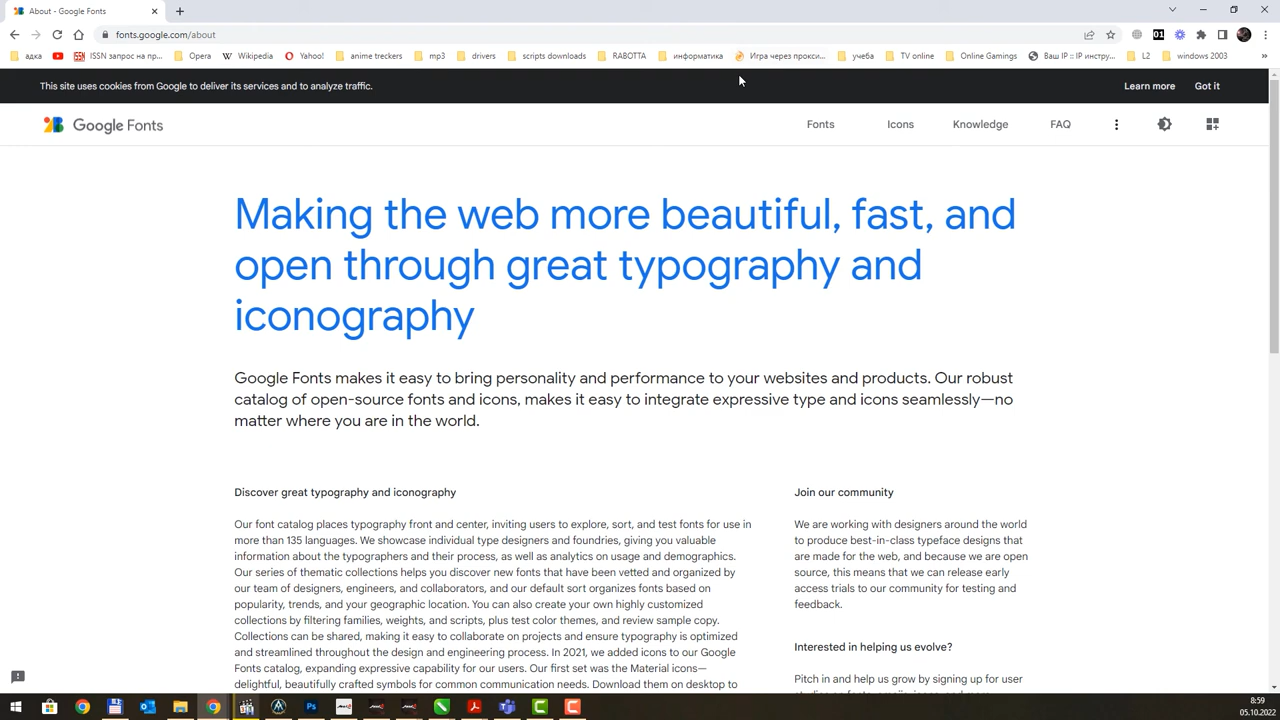 About - Google Fonts
fonts.google.com/about
адка
ISSN запрос на пр...
Opera
Wikipedia
Yahoo!
anime treckers
mp3
drivers
scripts downloads
RABOTTA
информатика
Игра через прокси...
учеба
TV online
Online Gamings
Ваш IP :: IP инстру...
L2
windows 2003
This site uses cookies from Google to deliver its services and to analyze traffic.
Learn more
Got it
Google Fonts
Fonts
Icons
Knowledge
FAQ
Making the web more beautiful, fast, and
open through great typography and
iconography
Google Fonts makes it easy to bring personality and performance to your websites and products. Our robust
catalog of open-source fonts and icons, makes it easy to integrate expressive type and icons seamlessly—no
matter where you are in the world.
Discover great typography and iconography
Our font catalog places typography front and center, inviting users to explore, sort, and test fonts for use in
more than 135 languages. We showcase individual type designers and foundries, giving you valuable
information about the typographers and their process, as well as analytics on usage and demographics.
Our series of thematic collections helps you discover new fonts that have been vetted and organized by
our team of designers, engineers, and collaborators, and our default sort organizes fonts based on
popularity, trends, and your geographic location. You can also create your own highly customized
collections by filtering families, weights, and scripts, plus test color themes, and review sample copy.
Collections can be shared, making it easy to collaborate on projects and ensure typography is optimized
and streamlined throughout the design and engineering process. In 2021, we added icons to our Google
Fonts catalog, expanding expressive capability for our users. Our first set was the Material icons—
delightful, beautifully crafted symbols for common communication needs. Download them on desktop to
Join our community
We are working with designers around the world
to produce best-in-class typeface designs that
are made for the web, and because we are open
source, this means that we can release early
access trials to our community for testing and
feedback.
Interested in helping us evolve?
Pitch in and help us grow by signing up for user
8:59
05.10.2022